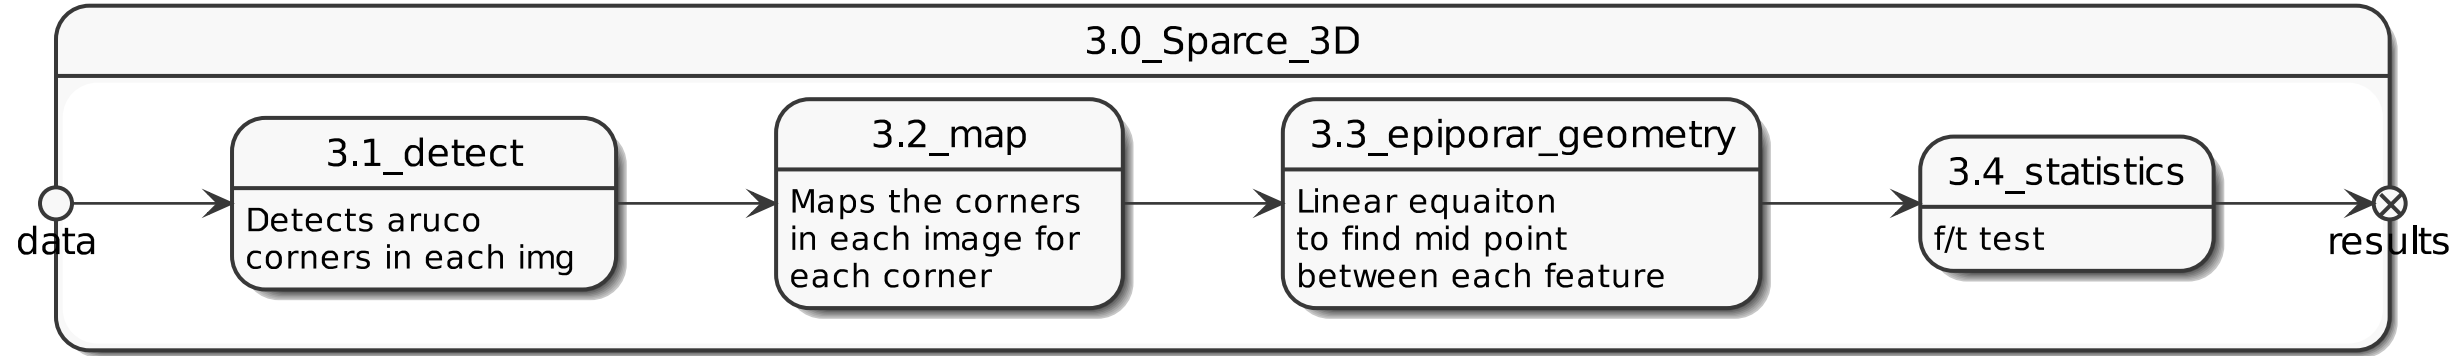 3.0_Sparce_3D
data
3.1_detect
Detects aruco
corners in each img
3.2_map
Maps the corners
in each image for
each corner
3.3_epiporar_geometry
Linear equaiton
to find mid point
between each feature
3.4_statistics
f/t test
results